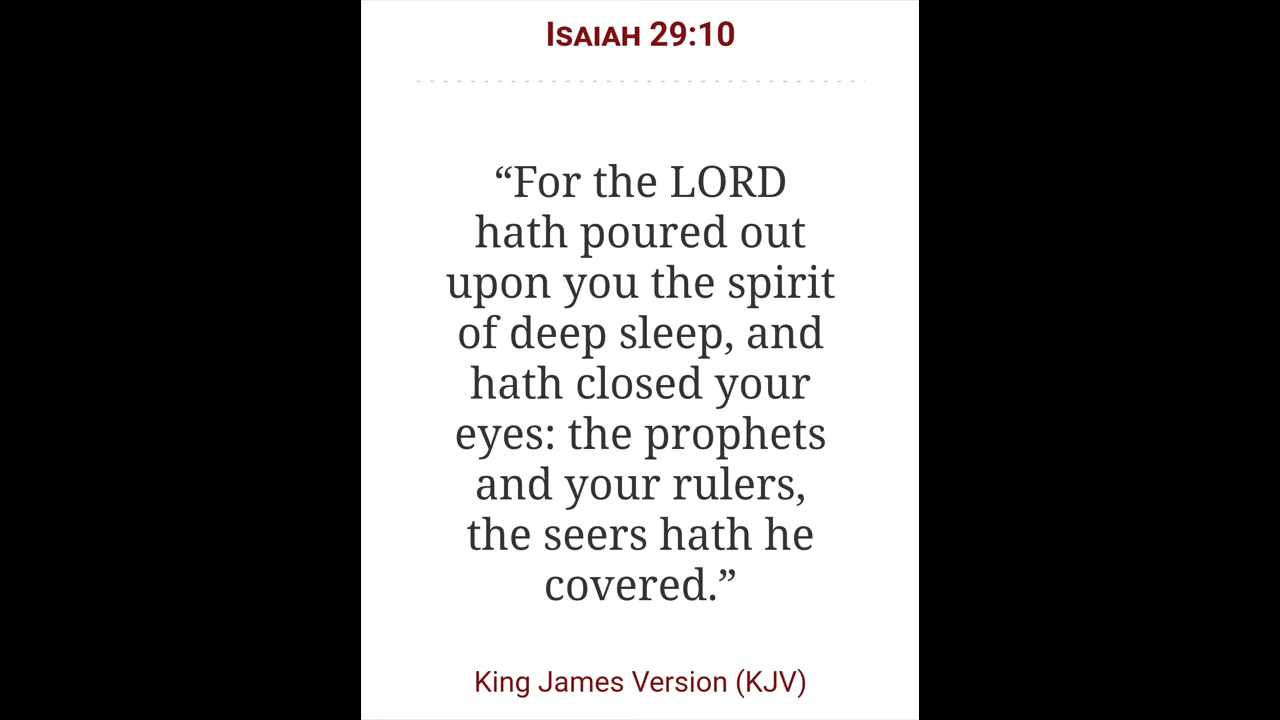 Isaiah 29:10
“For the LORD
hath poured out
upon you the spirit
of deep sleep, and
hath closed your
eyes: the prophets
and your rulers,
the seers hath he
covered.”
King James Version (KJV)